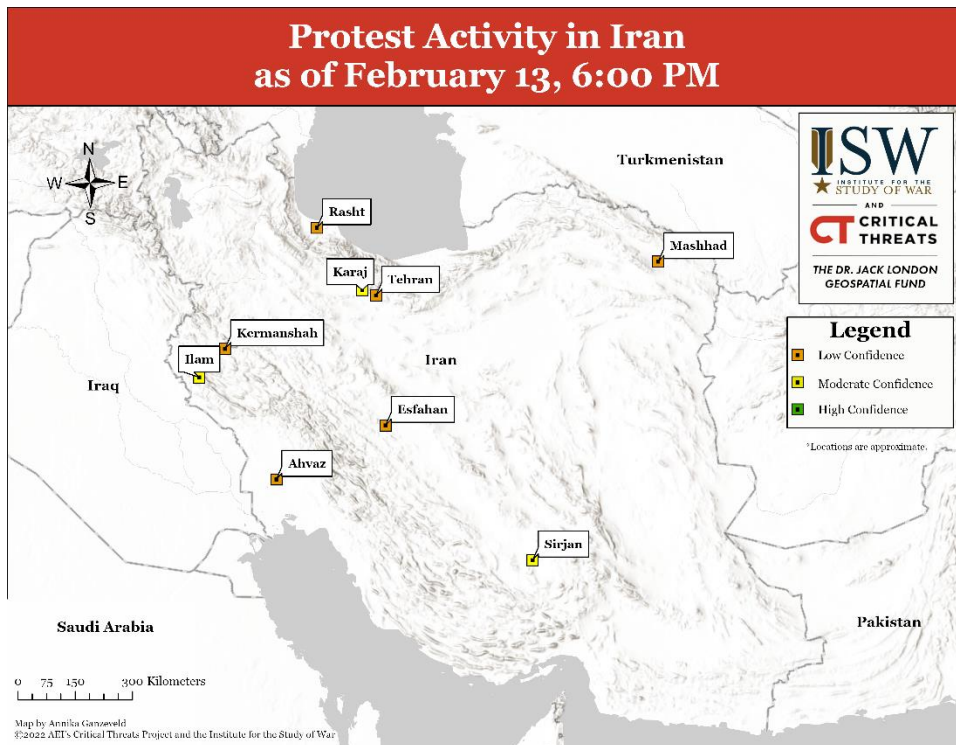 Protest Activity in Iran
as of February 13, 6:00 PM
N
W
E
S
Turkmenistan
ISW
INSTITUTE FOR THE
STUDY OF WAR
AND
CT CRITICAL
THREATS
THE DR. JACK LONDON
GEOSPATIAL FUND
Rasht
Mashhad
Karaj
Tehran
Legend
Low Confidence
Moderate Confidence
High Confidence
*Locations are approximate.
Kermanshah
Ilam
Iran
Iraq
Esfahan
Ahvaz
Sirjan
Saudi Arabia
Pakistan
0 75 150 300 Kilometers
Map by Annika Ganzeveld
©2022 AEI's Critical Threats Project and the Institute for the Study of War